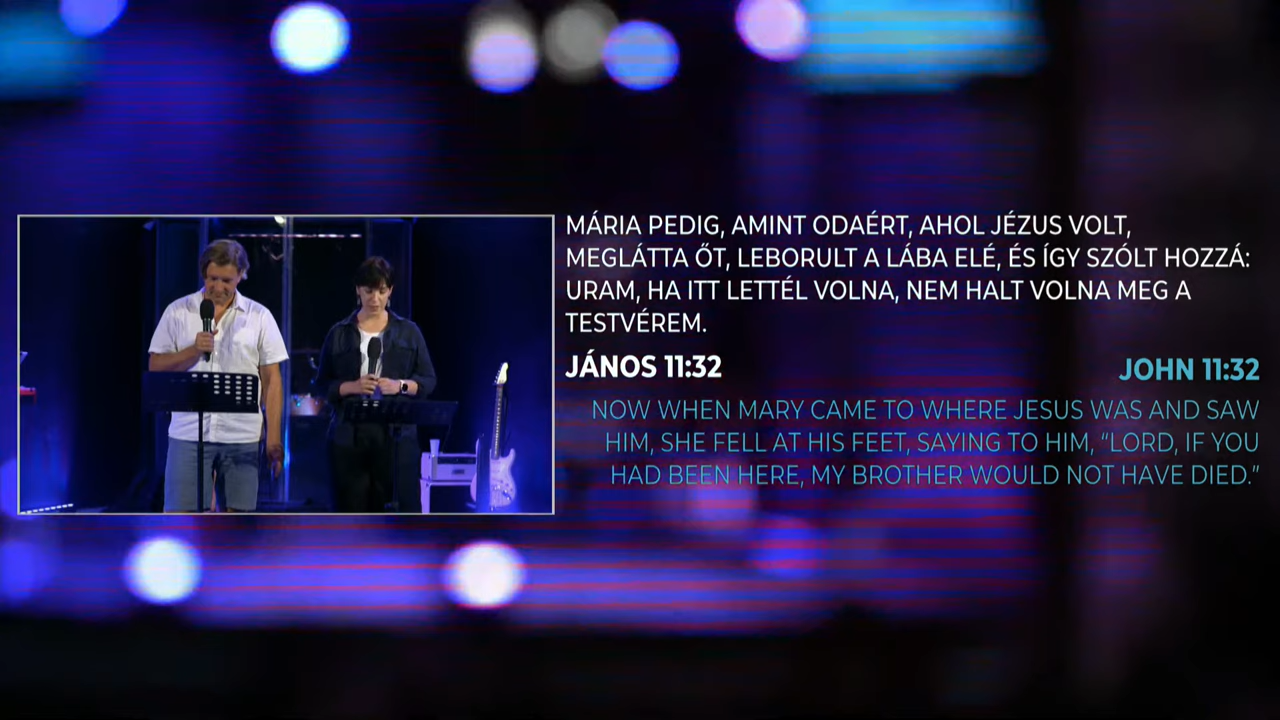 MÁRIA PEDIG, AMINT ODAÉRT, AHOL JÉZUS VOLT,
MEGLÁTTA ŐT, LEBORULT A LÁBA ELÉ, ÉS ÍGY SZÓLT HOZZÁ:
URAM, HA ITT LETTÉL VOLNA, NEM HALT VOLNA MEG A
TESTVÉREM.
JÁNOS 11:32
JOHN 11:32
NOW WHEN MARY CAME TO WHERE JESUS WAS AND SAW
HIM, SHE FELL AT HIS FEET, SAYING TO HIM, “LORD, IF YOU
HAD BEEN HERE, MY BROTHER WOULD NOT HAVE DIED.”